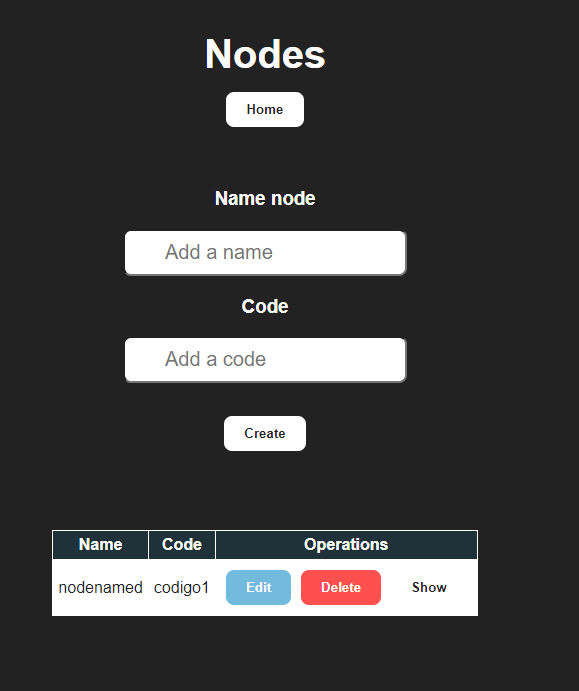 Nodes
Home
Name node
Add a name
Code
Add a code
Create
Name Code Operations
nodenamed codigo1 Edit Delete Show